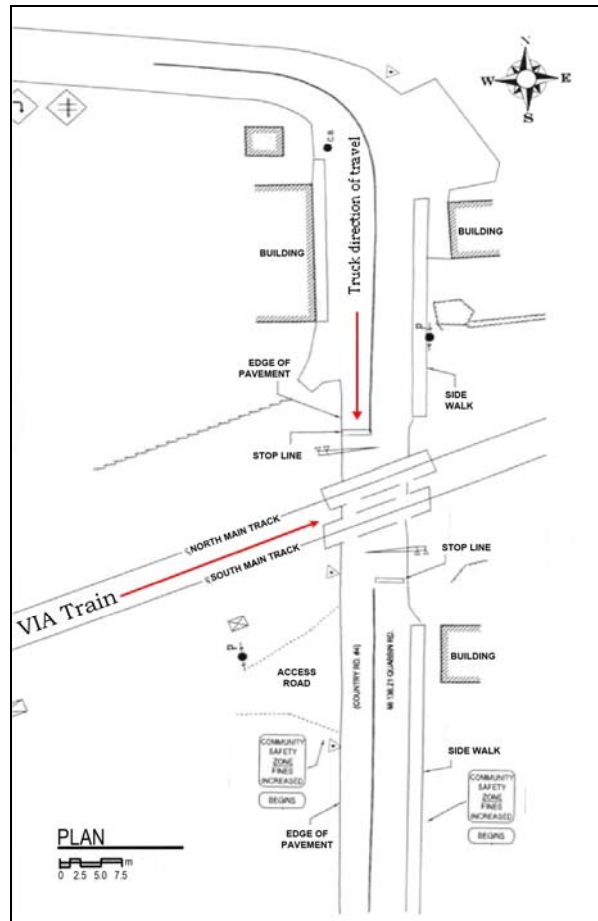 N
W E
S
C.B.
BUILDING
Truck direction of travel
BUILDING
P
EDGE OF
PAVEMENT
SIDE
WALK
STOP LINE
NORTH MAIN TRACK
SOUTH MAIN TRACK
STOP LINE
VIA Train
P
ACCESS
ROAD
(COUNTRY RD. #4)
BUILDING
COMMUNITY
SAFETY
ZONE
FINES
INCREASED
BEGINS
SIDE WALK
COMMUNITY
SAFETY
ZONE
FINES
INCREASED
BEGINS
EDGE OF
PAVEMENT
PLAN
m
0 2.5 5.0 7.5